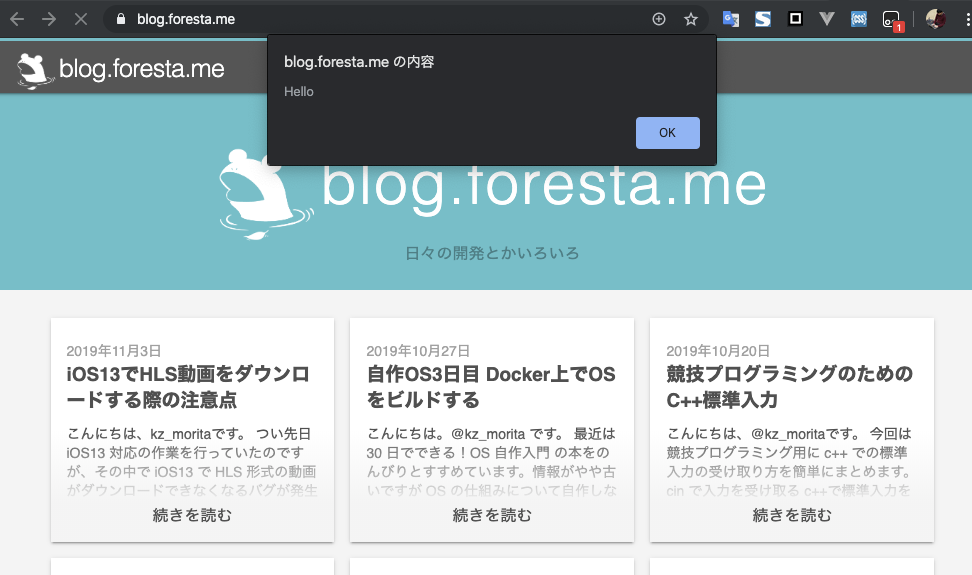 blog.foresta.me
blog.foresta.me
blog.foresta.me の内容
Hello
OK
1
blog.foresta.me
日々の開発とかいろいろ
2019年11月3日
iOS13でHLS動画をダウンロ
ードする際の注意点
こんにちは、kz_moritaです。 つい先日
iOS13 対応の作業を行っていたのです
が、その中で iOS13 で HLS 形式の動画
がダウンロードできなくなるバグが発生
続きを読む
2019年10月27日
自作OS3日目 Docker上でOS
をビルドする
こんにちは。@kz_morita です。 最近は
30 日でできる！OS 自作入門 の本をの
んびりとすすめています。情報がやや古
いですが OS の仕組みについて自作しな
続きを読む
2019年10月20日
競技プログラミングのための
C++標準入力
こんにちは、@kz_moritaです。 今回は
競技プログラミング用に c++ での標準
入力の受け取り方を簡単にまとめます。
cin で入力を受け取る c++で標準入力を
続きを読む